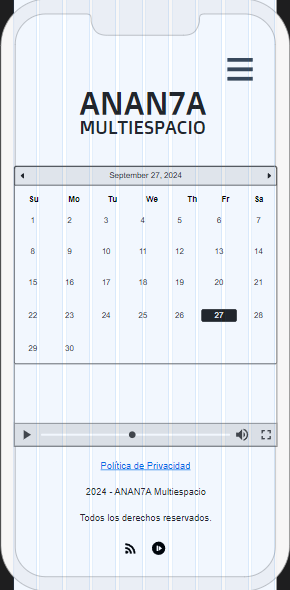 ANAN7A
MULTIESPACIO
September 27, 2024
Su Mo Tu We Th Fr Sa
1 2 3 4 5 6 7
8 9 10 11 12 13 14
15 16 17 18 19 20 21
22 23 24 25 26 27 28
29 30
Política de Privacidad
2024 - ANAN7A Multiespacio
Todos los derechos reservados.